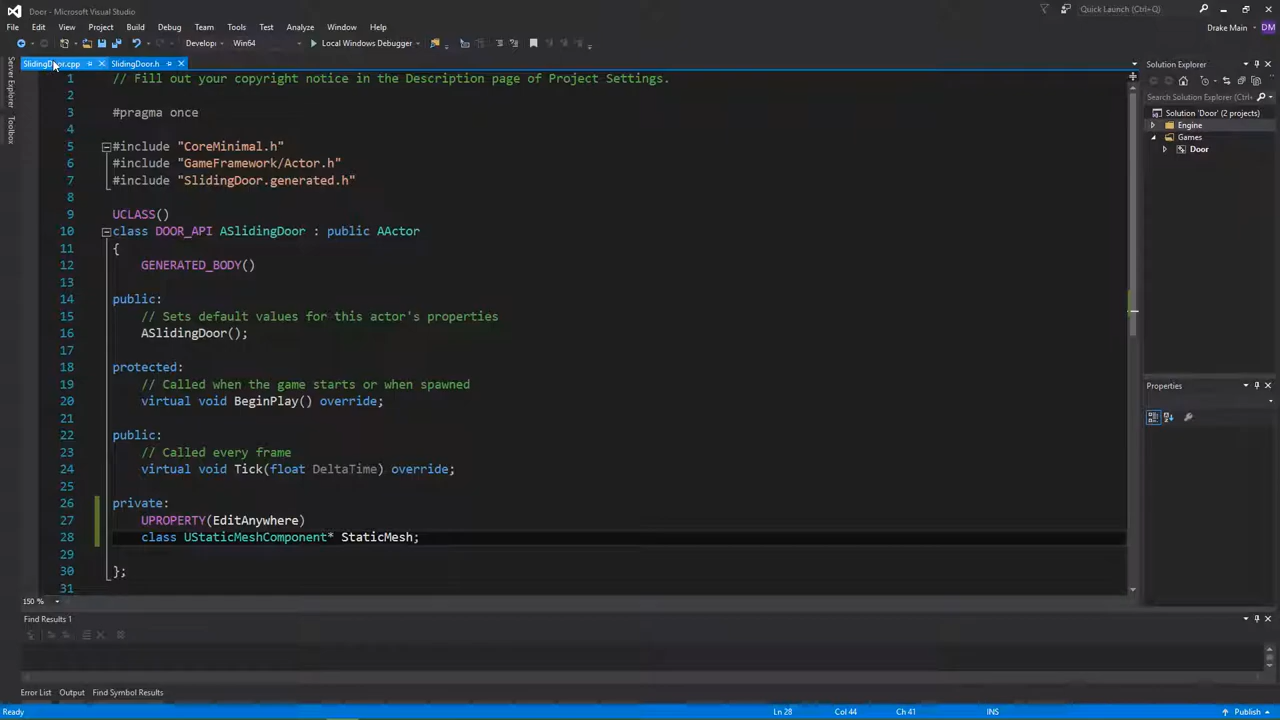 Door - Microsoft Visual Studio
Quick Launch (Ctrl+Q)
File Edit View Project Build Debug Team Tools Test Analyze Window Help
Drake Main DM
Develop Win64 Local Windows Debugger
SlidingDoor.cpp SlidingDoor.h
Server Explorer
Toolbox
1 // Fill out your copyright notice in the Description page of Project Settings.
2
3 #pragma once
4
5 #include "CoreMinimal.h"
6 #include "GameFramework/Actor.h"
7 #include "SlidingDoor.generated.h"
8
9 UCLASS()
10 class DOOR_API ASlidingDoor : public AActor
11 {
12 GENERATED_BODY()
13
14 public:
15 // Sets default values for this actor's properties
16 ASlidingDoor();
17
18 protected:
19 // Called when the game starts or when spawned
20 virtual void BeginPlay() override;
21
22 public:
23 // Called every frame
24 virtual void Tick(float DeltaTime) override;
25
26 private:
27 UPROPERTY(EditAnywhere)
28 class UStaticMeshComponent* StaticMesh;
29
30 };
31
150 %
Solution Explorer
Search Solution Explorer (Ctrl+
Solution 'Door' (2 projects)
Engine
Games
Door
Properties
Find Results 1
Error List Output Find Symbol Results
Ready Ln 28 Col 44 Ch 41 INS Publish